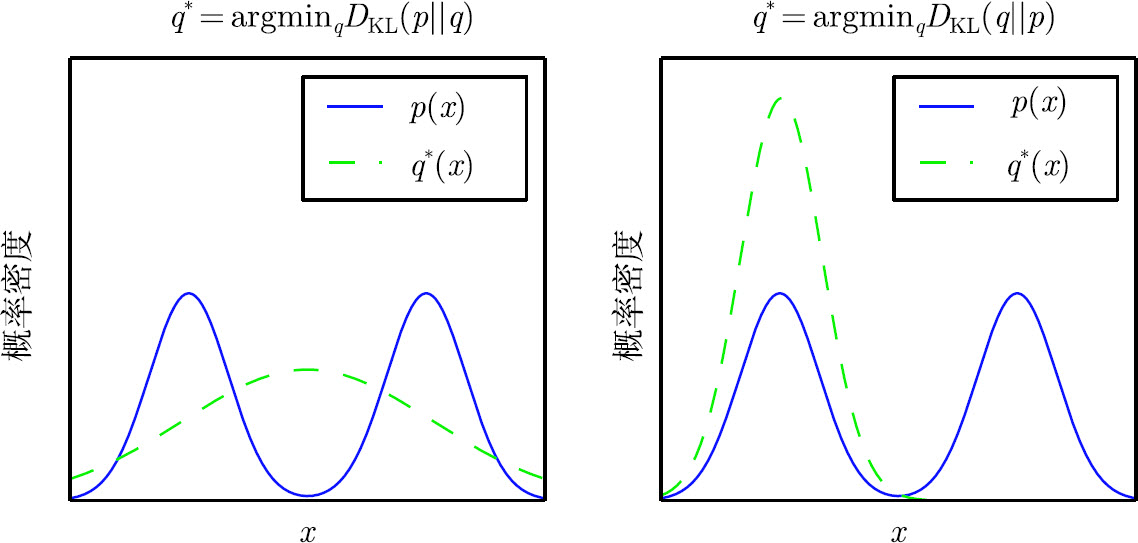 q* = argmin_q D_KL(p||q)
p(x)
q*(x)
概率密度
x
q* = argmin_q D_KL(q||p)
p(x)
q*(x)
概率密度
x